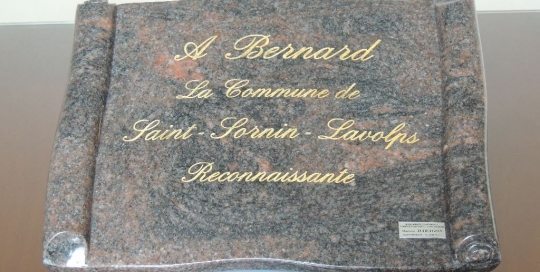 A Bernard
La Commune de
Saint - Sornin - Lavolps
Reconnaissante